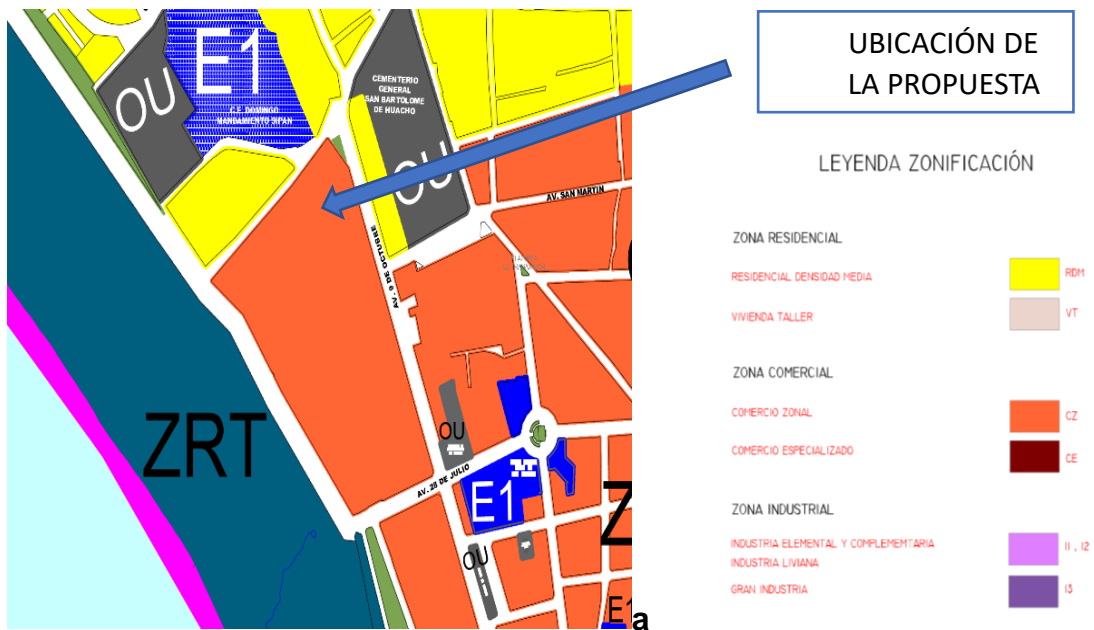 UBICACIÓN DE
LA PROPUESTA
E1
OU
C.E. DOMINGO
MANDAMIENTO SIPAN
CEMENTERIO
GENERAL
SAN BARTOLOME
DE HUACHO
OU
AV. SAN MARTIN
AV. 9 DE OCTUBRE
ZRT
OU
AV. 28 DE JULIO
E1
Z
OU
E1
a
LEYENDA ZONIFICACIÓN
ZONA RESIDENCIAL
RESIDENCIAL DENSIDAD MEDIA RDM
VIVIENDA TALLER VT
ZONA COMERCIAL
COMERCIO ZONAL CZ
COMERCIO ESPECIALIZADO CE
ZONA INDUSTRIAL
INDUSTRIA ELEMENTAL Y COMPLEMEMTARIA I1 , I2
INDUSTRIA LIVIANA
GRAN INDUSTRIA I3